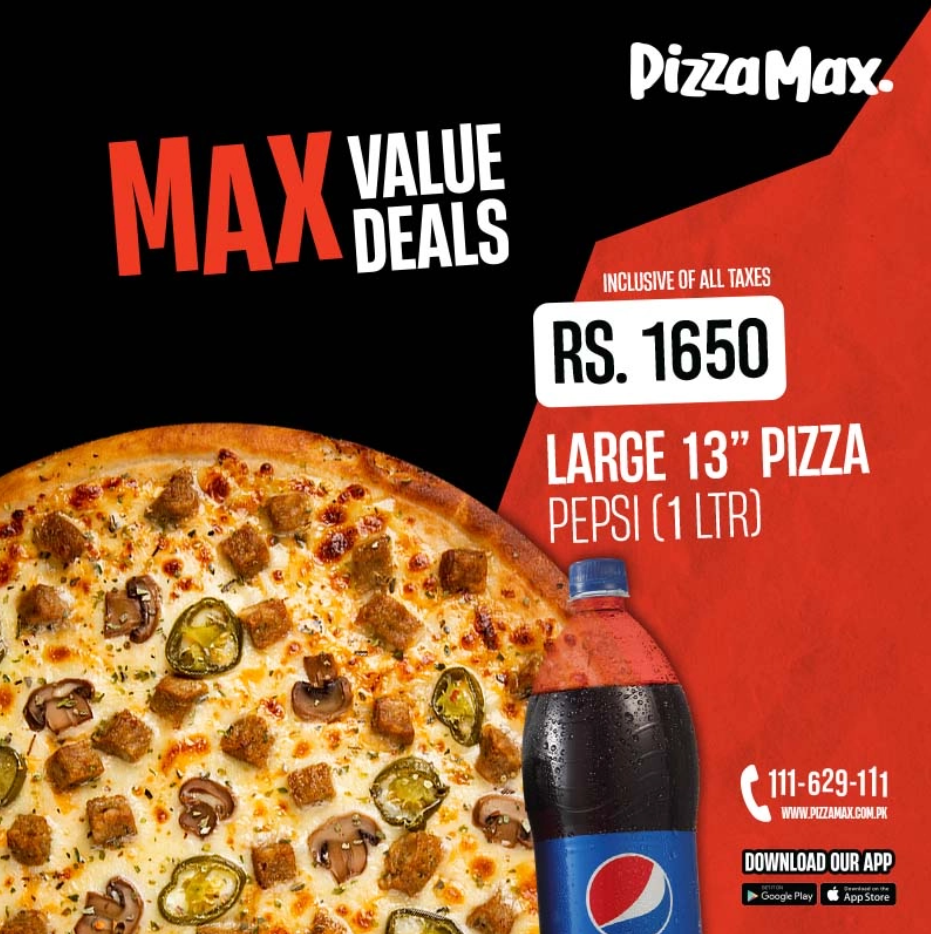 PizzaMax.
MAX VALUE DEALS
INCLUSIVE OF ALL TAXES
RS. 1650
LARGE 13” PIZZA
PEPSI (1 LTR)
111-629-111
WWW.PIZZAMAX.COM.PK
DOWNLOAD OUR APP
GET IT ON
Google Play
Download on the
App Store